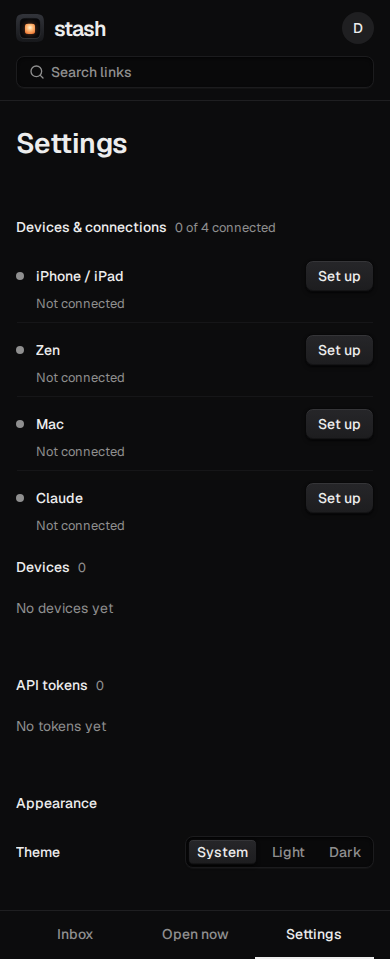 stash
D
Search links
Settings
Devices & connections 0 of 4 connected
iPhone / iPad Set up
Not connected
Zen Set up
Not connected
Mac Set up
Not connected
Claude Set up
Not connected
Devices 0
No devices yet
API tokens 0
No tokens yet
Appearance
Theme System Light Dark
Inbox Open now Settings